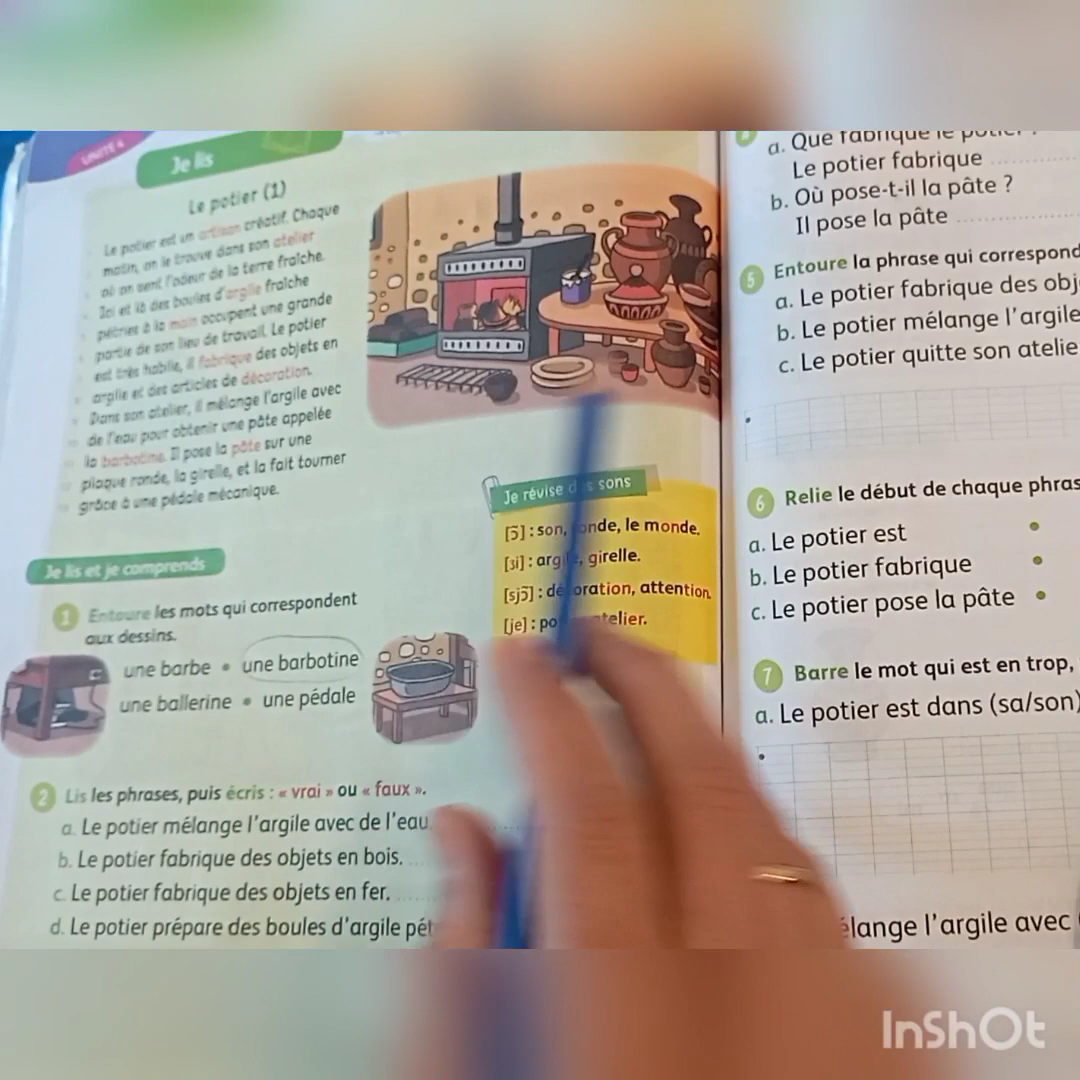 UNITÉ 4
Je lis
Le potier (1)
Le potier est un artisan créatif. Chaque
matin, on le trouve dans son atelier
où on sent l'odeur de la terre fraîche.
Ici et là des boules d'argile fraîche
pétries à la main occupent une grande
partie de son lieu de travail. Le potier
est très habile, il fabrique des objets en
argile et des articles de décoration.
Dans son atelier, il mélange l'argile avec
de l'eau pour obtenir une pâte appelée
la barbotine. Il pose la pâte sur une
plaque ronde, la girelle, et la fait tourner
grâce à une pédale mécanique.
Je révise des sons
[ɔ̃] : son, onde, le monde.
[ʒi] : argile, girelle.
[sjɔ̃] : décoration, attention.
[je] : atelier.
Je lis et je comprends
1 Entoure les mots qui correspondent
aux dessins.
une barbe • une barbotine
une ballerine • une pédale
2 Lis les phrases, puis écris : « vrai » ou « faux ».
a. Le potier mélange l'argile avec de l'eau
b. Le potier fabrique des objets en bois. ...
c. Le potier fabrique des objets en fer. ......
d. Le potier prépare des boules d'argile pét
a. Que fabrique le potier ?
Le potier fabrique ............
b. Où pose-t-il la pâte ?
Il pose la pâte ................
5 Entoure la phrase qui correspond
a. Le potier fabrique des obj
b. Le potier mélange l'argile
c. Le potier quitte son atelie
6 Relie le début de chaque phras
a. Le potier est •
b. Le potier fabrique •
c. Le potier pose la pâte •
7 Barre le mot qui est en trop,
a. Le potier est dans (sa/son)
élange l'argile avec
InShOt